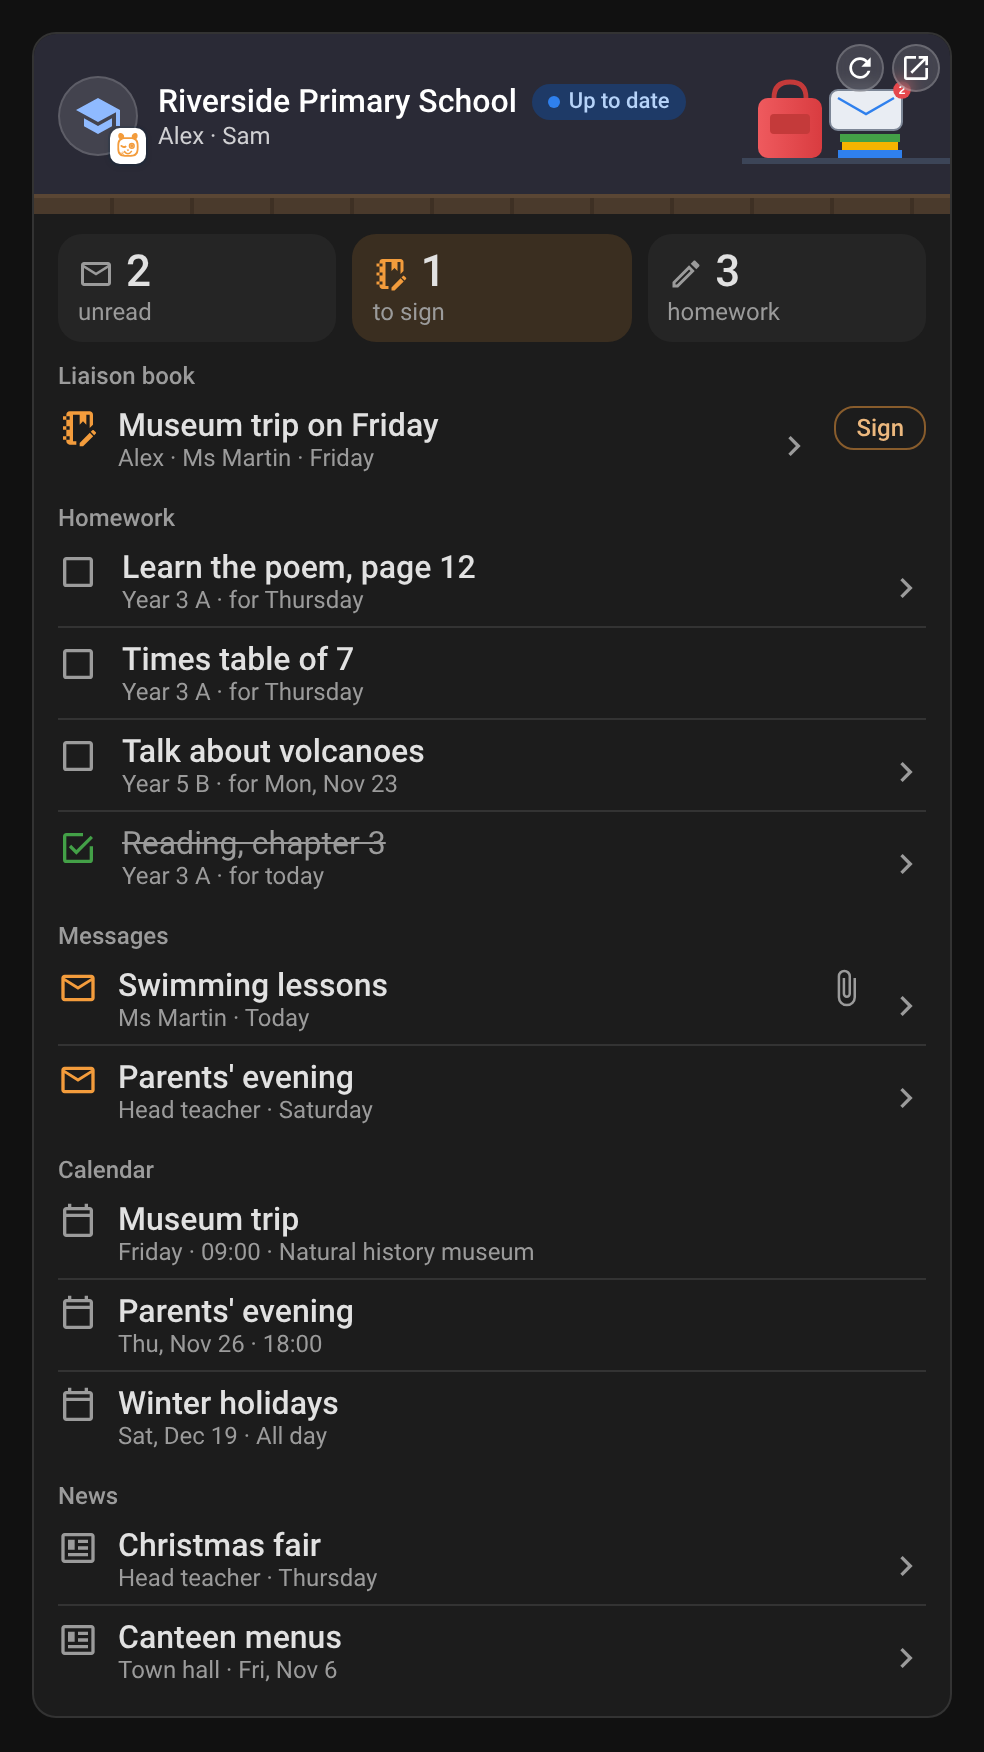 Riverside Primary School
Up to date
Alex · Sam
2
2
unread
1
to sign
3
homework
Liaison book
Museum trip on Friday
Alex · Ms Martin · Friday
Sign
Homework
Learn the poem, page 12
Year 3 A · for Thursday
Times table of 7
Year 3 A · for Thursday
Talk about volcanoes
Year 5 B · for Mon, Nov 23
Reading, chapter 3
Year 3 A · for today
Messages
Swimming lessons
Ms Martin · Today
Parents' evening
Head teacher · Saturday
Calendar
Museum trip
Friday · 09:00 · Natural history museum
Parents' evening
Thu, Nov 26 · 18:00
Winter holidays
Sat, Dec 19 · All day
News
Christmas fair
Head teacher · Thursday
Canteen menus
Town hall · Fri, Nov 6